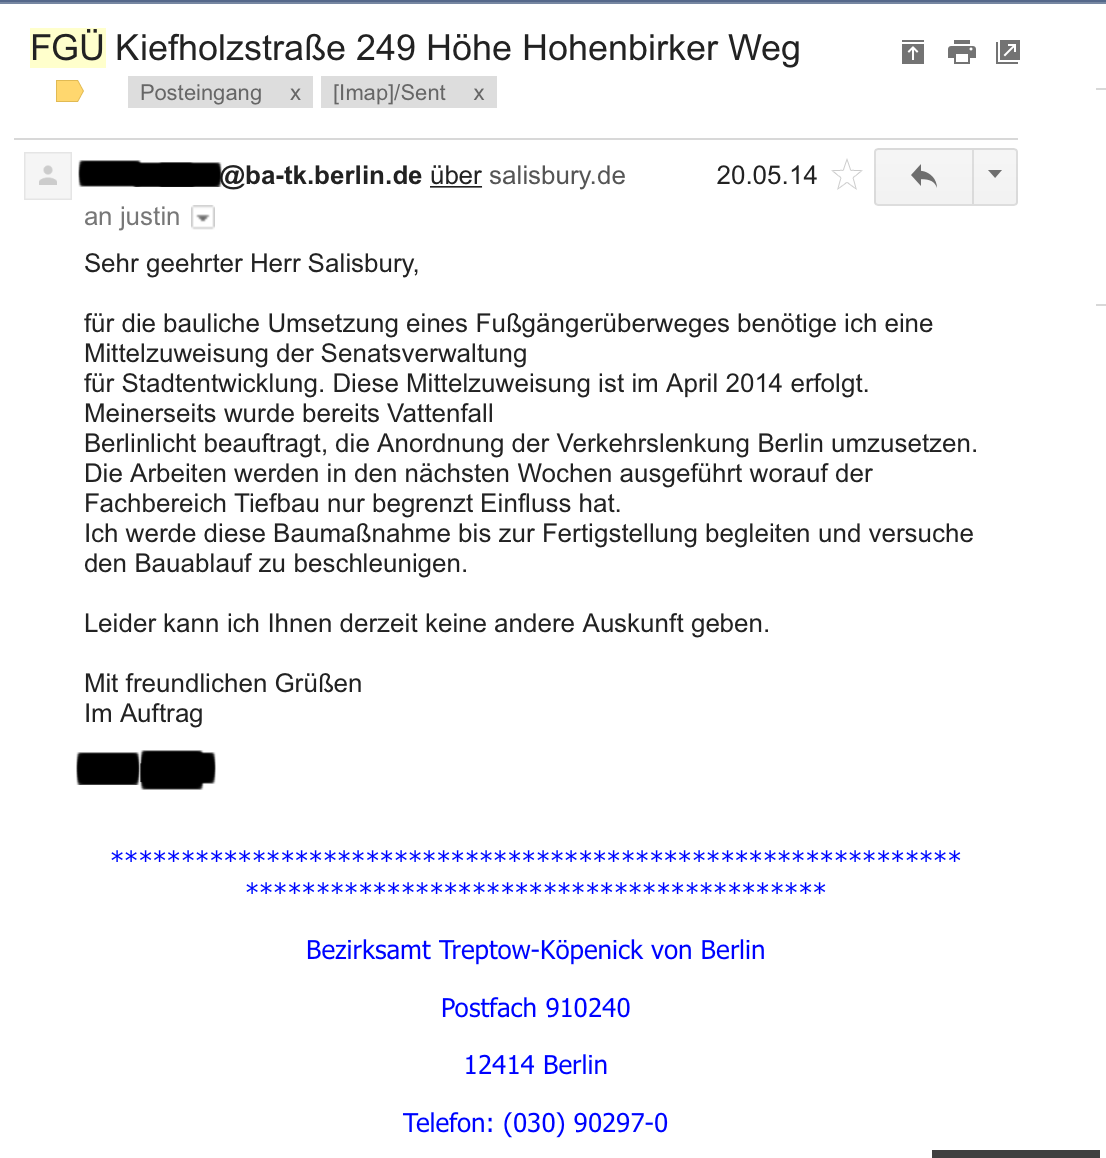 FGÜ Kiefholzstraße 249 Höhe Hohenbirker Weg
Posteingang x [Imap]/Sent x
@ba-tk.berlin.de über salisbury.de 20.05.14
an justin
Sehr geehrter Herr Salisbury,
für die bauliche Umsetzung eines Fußgängerüberweges benötige ich eine
Mittelzuweisung der Senatsverwaltung
für Stadtentwicklung. Diese Mittelzuweisung ist im April 2014 erfolgt.
Meinerseits wurde bereits Vattenfall
Berlinlicht beauftragt, die Anordnung der Verkehrslenkung Berlin umzusetzen.
Die Arbeiten werden in den nächsten Wochen ausgeführt worauf der
Fachbereich Tiefbau nur begrenzt Einfluss hat.
Ich werde diese Baumaßnahme bis zur Fertigstellung begleiten und versuche
den Bauablauf zu beschleunigen.
Leider kann ich Ihnen derzeit keine andere Auskunft geben.
Mit freundlichen Grüßen
Im Auftrag
************************************************************
*****************************************
Bezirksamt Treptow-Köpenick von Berlin
Postfach 910240
12414 Berlin
Telefon: (030) 90297-0